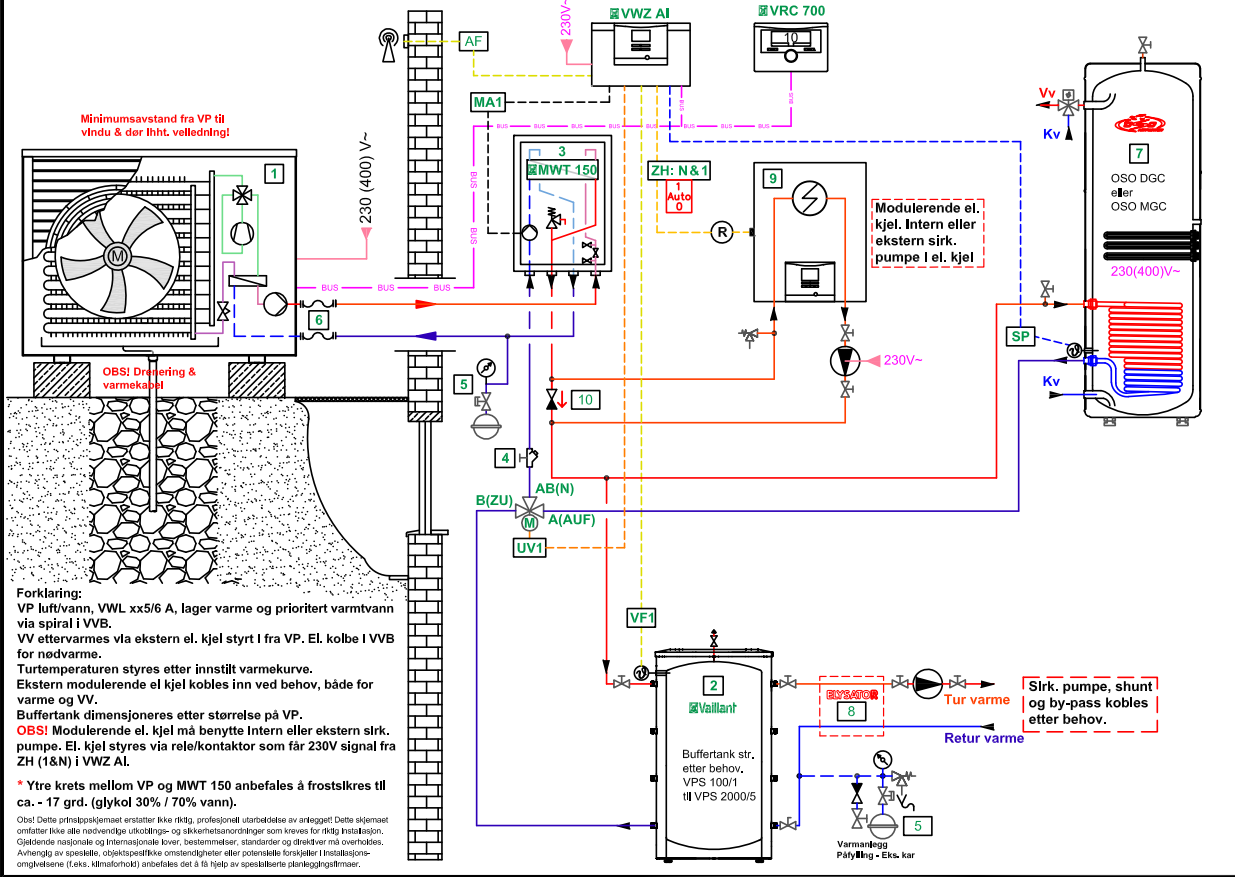 230V~
VWZ AI
VRC 700
10
AF
MA1
BUS
BUS
BUS
BUS
BUS
BUS
BUS
Minimumsavstand fra VP til
vindu & dør ihht. veiledning!
1
M
230 (400) V~
BUS
BUS
BUS
BUS
BUS
6
OBS! Drenering &
varmekabel
3
MWT 150
ZH: N&1
1
Auto
0
R
9
Modulerende el.
kjel. Intern eller
ekstern sirk.
pumpe i el. kjel
230V~
Vv
Kv
7
OSO DGC
eller
OSO MGC
230(400)V~
SP
Kv
5
10
4
AB(N)
B(ZU)
A(AUF)
M
UV1
VF1
2
Vaillant
Buffertank str.
etter behov.
VPS 100/1
til VPS 2000/5
ELYSATOR
8
Tur varme
Retur varme
Sirk. pumpe, shunt
og by-pass kobles
etter behov.
5
Varmanlegg
Påfylling - Eks. kar
Forklaring:
VP luft/vann, VWL xx5/6 A, lager varme og prioritert varmtvann
via spiral i VVB.
VV ettervarmes via ekstern el. kjel styrt i fra VP. El. kolbe i VVB
for nødvarme.
Turtemperaturen styres etter innstilt varmekurve.
Ekstern modulerende el kjel kobles inn ved behov, både for
varme og VV.
Buffertank dimensjoneres etter størrelse på VP.
OBS! Modulerende el. kjel må benytte intern eller ekstern sirk.
pumpe. El. kjel styres via rele/kontaktor som får 230V signal fra
ZH (1&N) i VWZ AI.
* Ytre krets mellom VP og MWT 150 anbefales å frostsikres til
ca. - 17 grd. (glykol 30% / 70% vann).
Obs! Dette prinsippskjemaet erstatter ikke riktig, profesjonell utarbeidelse av anlegget! Dette skjemaet
omfatter ikke alle nødvendige utkoblings- og sikkerhetsanordninger som kreves for riktig installasjon.
Gjeldende nasjonale og internasjonale lover, bestemmelser, standarder og direktiver må overholdes.
Avhengig av spesielle, objektspesifikke omstendigheter eller potensielle forskjeller i installasjons-
omgivelsene (f.eks. klimaforhold) anbefales det å få hjelp av spesialiserte planleggingsfirmaer.